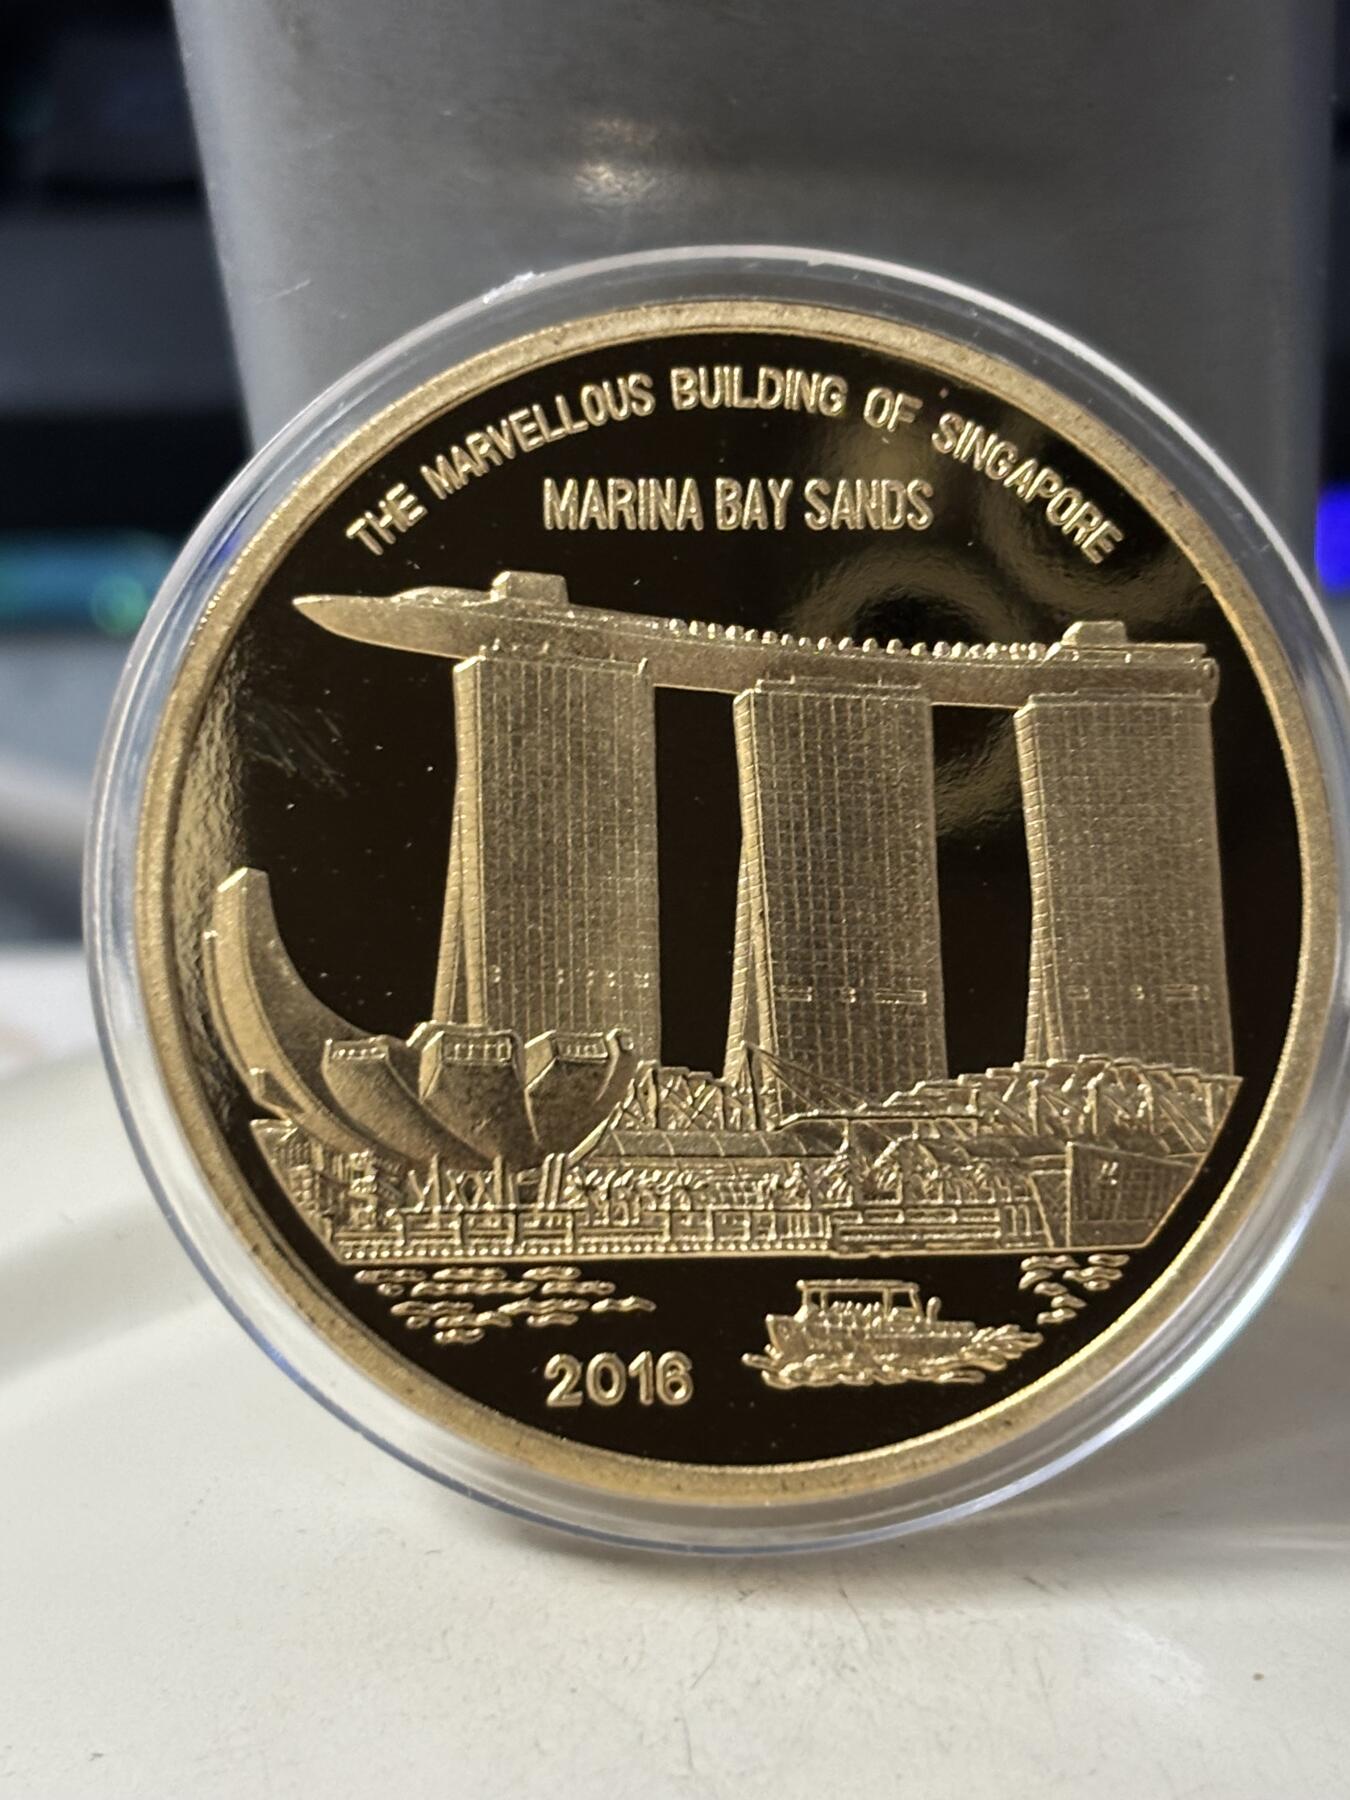 THE MARVELLOUS BUILDING OF SINGAPORE
MARINA BAY SANDS
2016